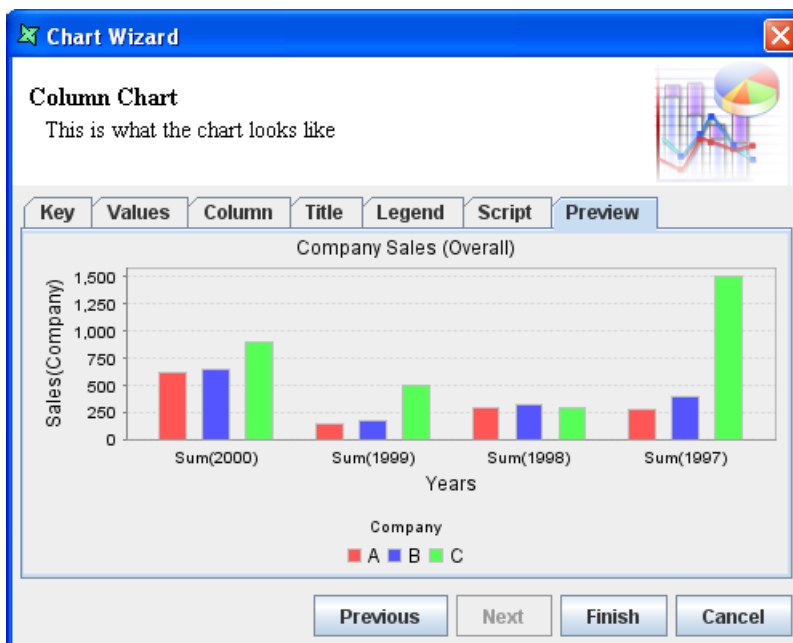 Chart Wizard
Column Chart
This is what the chart looks like
Key Values Column Title Legend Script Preview
Company Sales (Overall)
Sales(Company)
1,500
1,250
1,000
750
500
250
0
Sum(2000) Sum(1999) Sum(1998) Sum(1997)
Years
Company
A B C
Previous Next Finish Cancel